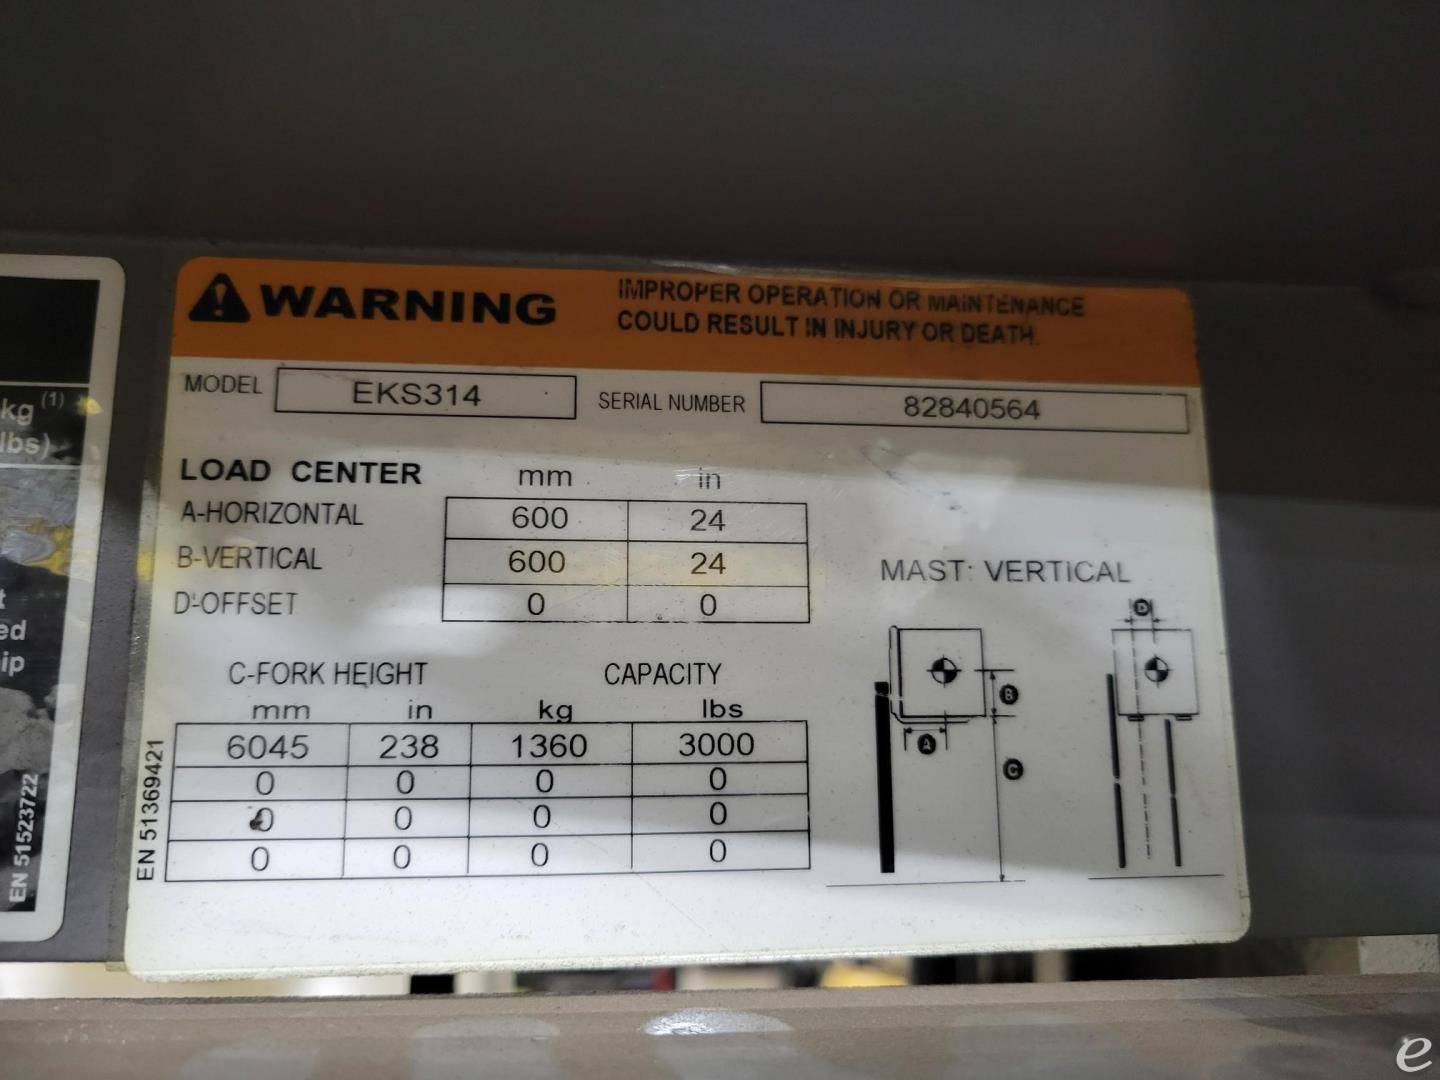 WARNING
IMPROPER OPERATION OR MAINTENANCE
COULD RESULT IN INJURY OR DEATH.
MODEL EKS314 SERIAL NUMBER 82840564
LOAD CENTER mm in
A-HORIZONTAL 600 24
B-VERTICAL 600 24
D-OFFSET 0 0
MAST: VERTICAL
C-FORK HEIGHT CAPACITY
mm in kg lbs
6045 238 1360 3000
0 0 0 0
0 0 0 0
0 0 0 0
EN 51369421
A
B
C
D
kg (1)
lbs)
t
ed
ip
EN 51523722
e